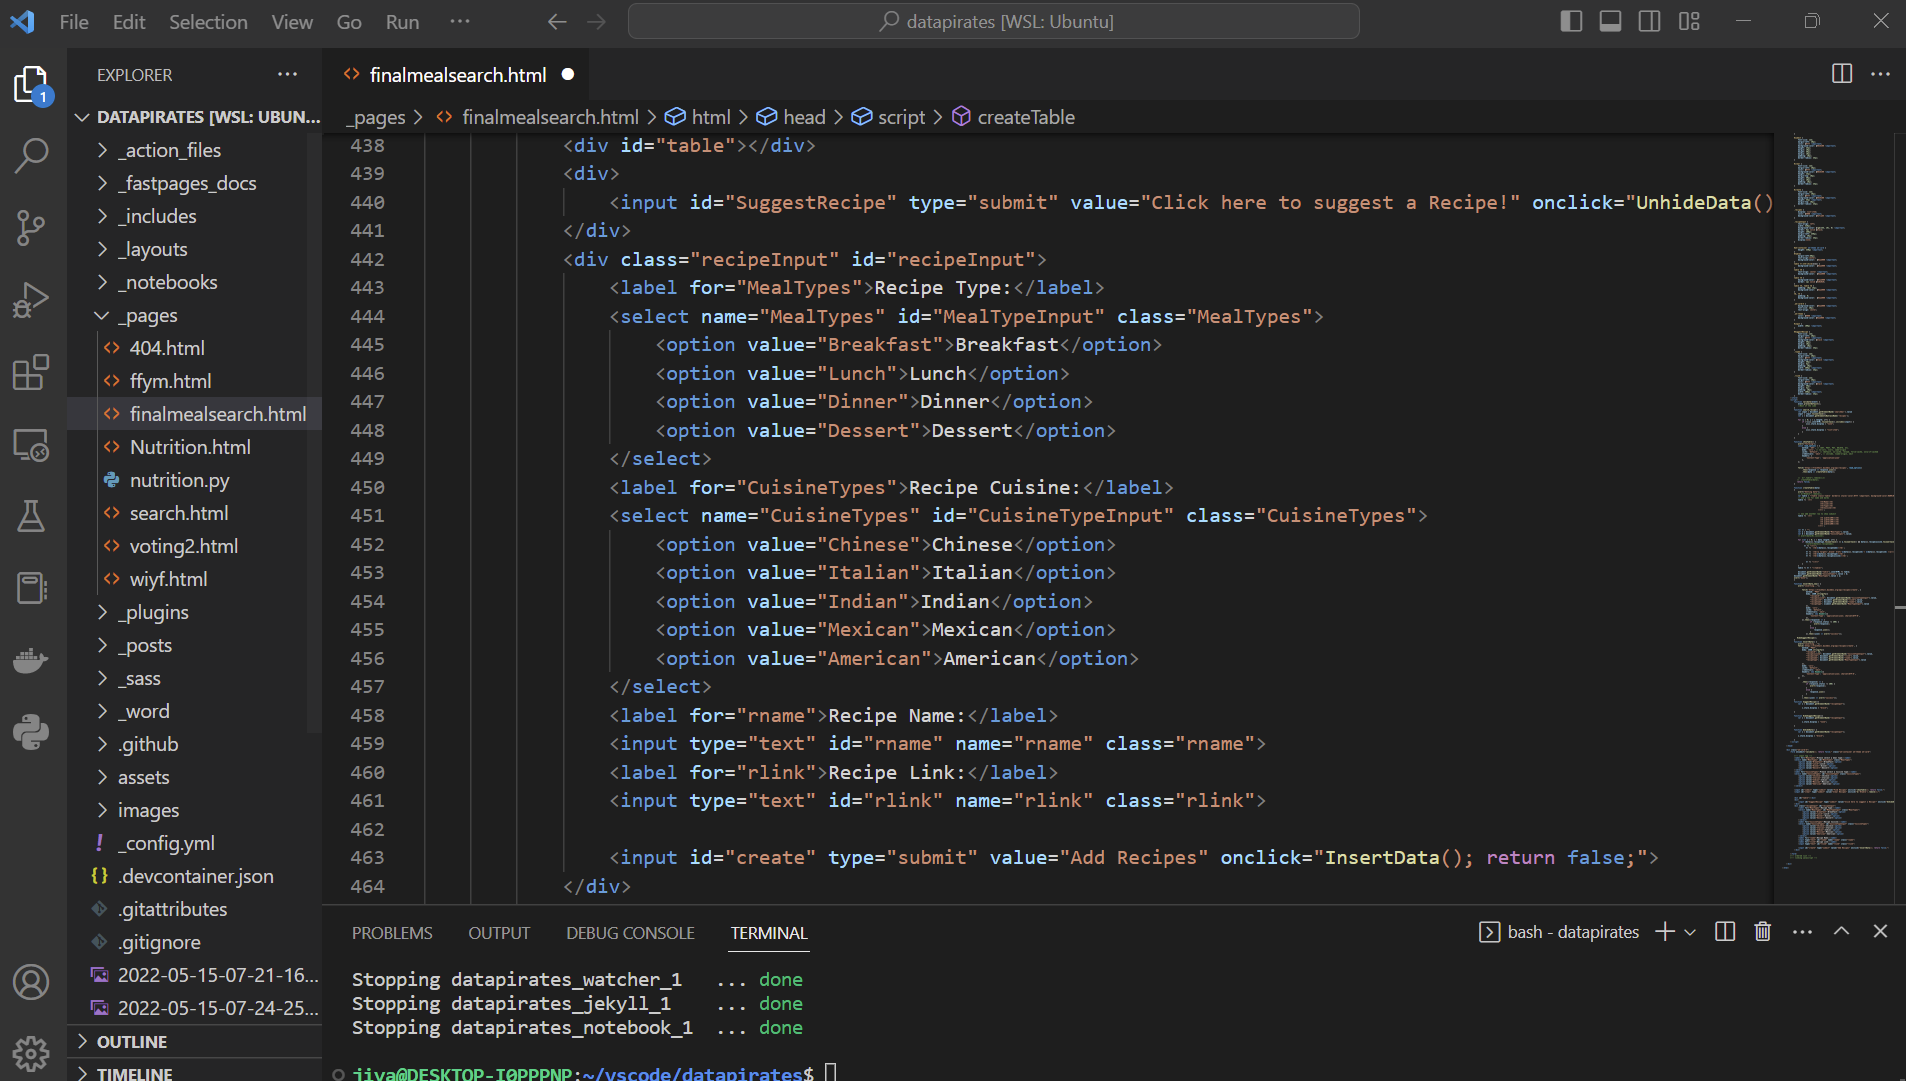 File Edit Selection View Go Run ··· datapirates [WSL: Ubuntu]
EXPLORER ···
1
DATAPIRATES [WSL: UBUN...
_action_files
_fastpages_docs
_includes
_layouts
_notebooks
_pages
404.html
ffym.html
finalmealsearch.html
Nutrition.html
nutrition.py
search.html
voting2.html
wiyf.html
_plugins
_posts
_sass
_word
.github
assets
images
_config.yml
.devcontainer.json
.gitattributes
.gitignore
2022-05-15-07-21-16...
2022-05-15-07-24-25...
OUTLINE
TIMELINE
finalmealsearch.html
_pages > finalmealsearch.html > html > head > script > createTable
438 <div id="table"></div>
439 <div>
440 <input id="SuggestRecipe" type="submit" value="Click here to suggest a Recipe!" onclick="UnhideData()
441 </div>
442 <div class="recipeInput" id="recipeInput">
443 <label for="MealTypes">Recipe Type:</label>
444 <select name="MealTypes" id="MealTypeInput" class="MealTypes">
445 <option value="Breakfast">Breakfast</option>
446 <option value="Lunch">Lunch</option>
447 <option value="Dinner">Dinner</option>
448 <option value="Dessert">Dessert</option>
449 </select>
450 <label for="CuisineTypes">Recipe Cuisine:</label>
451 <select name="CuisineTypes" id="CuisineTypeInput" class="CuisineTypes">
452 <option value="Chinese">Chinese</option>
453 <option value="Italian">Italian</option>
454 <option value="Indian">Indian</option>
455 <option value="Mexican">Mexican</option>
456 <option value="American">American</option>
457 </select>
458 <label for="rname">Recipe Name:</label>
459 <input type="text" id="rname" name="rname" class="rname">
460 <label for="rlink">Recipe Link:</label>
461 <input type="text" id="rlink" name="rlink" class="rlink">
462
463 <input id="create" type="submit" value="Add Recipes" onclick="InsertData(); return false;">
464 </div>
PROBLEMS OUTPUT DEBUG CONSOLE TERMINAL bash - datapirates
Stopping datapirates_watcher_1 ... done
Stopping datapirates_jekyll_1 ... done
Stopping datapirates_notebook_1 ... done
jiya@DESKTOP-I0PPPNP:~/vscode/datapirates$